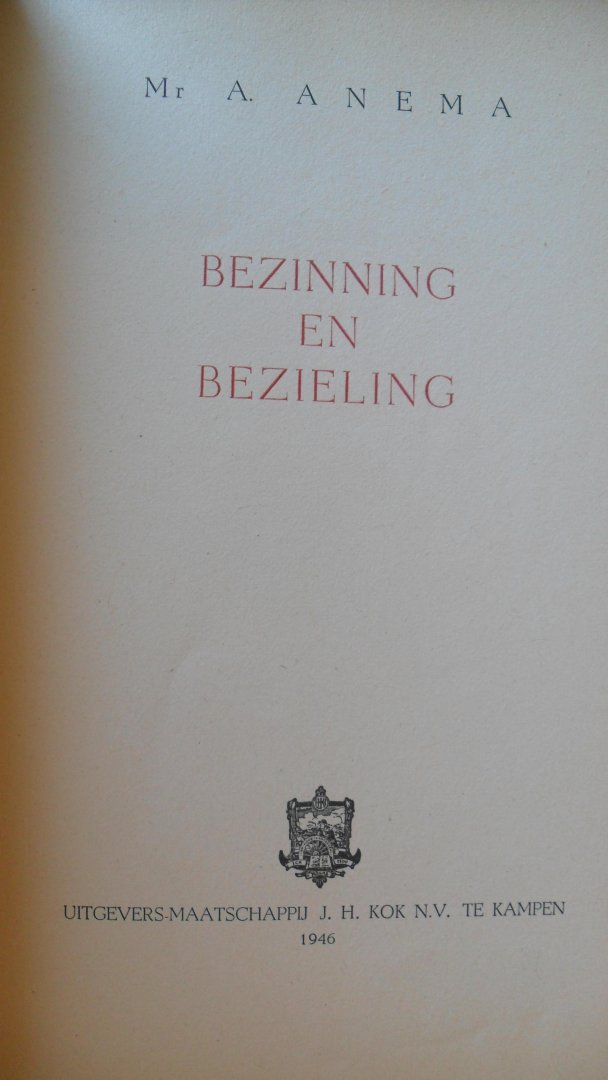 Mr A. ANEMA
BEZINNING
EN
BEZIELING
UITGEVERS-MAATSCHAPPIJ J. H. KOK N.V. TE KAMPEN
1946